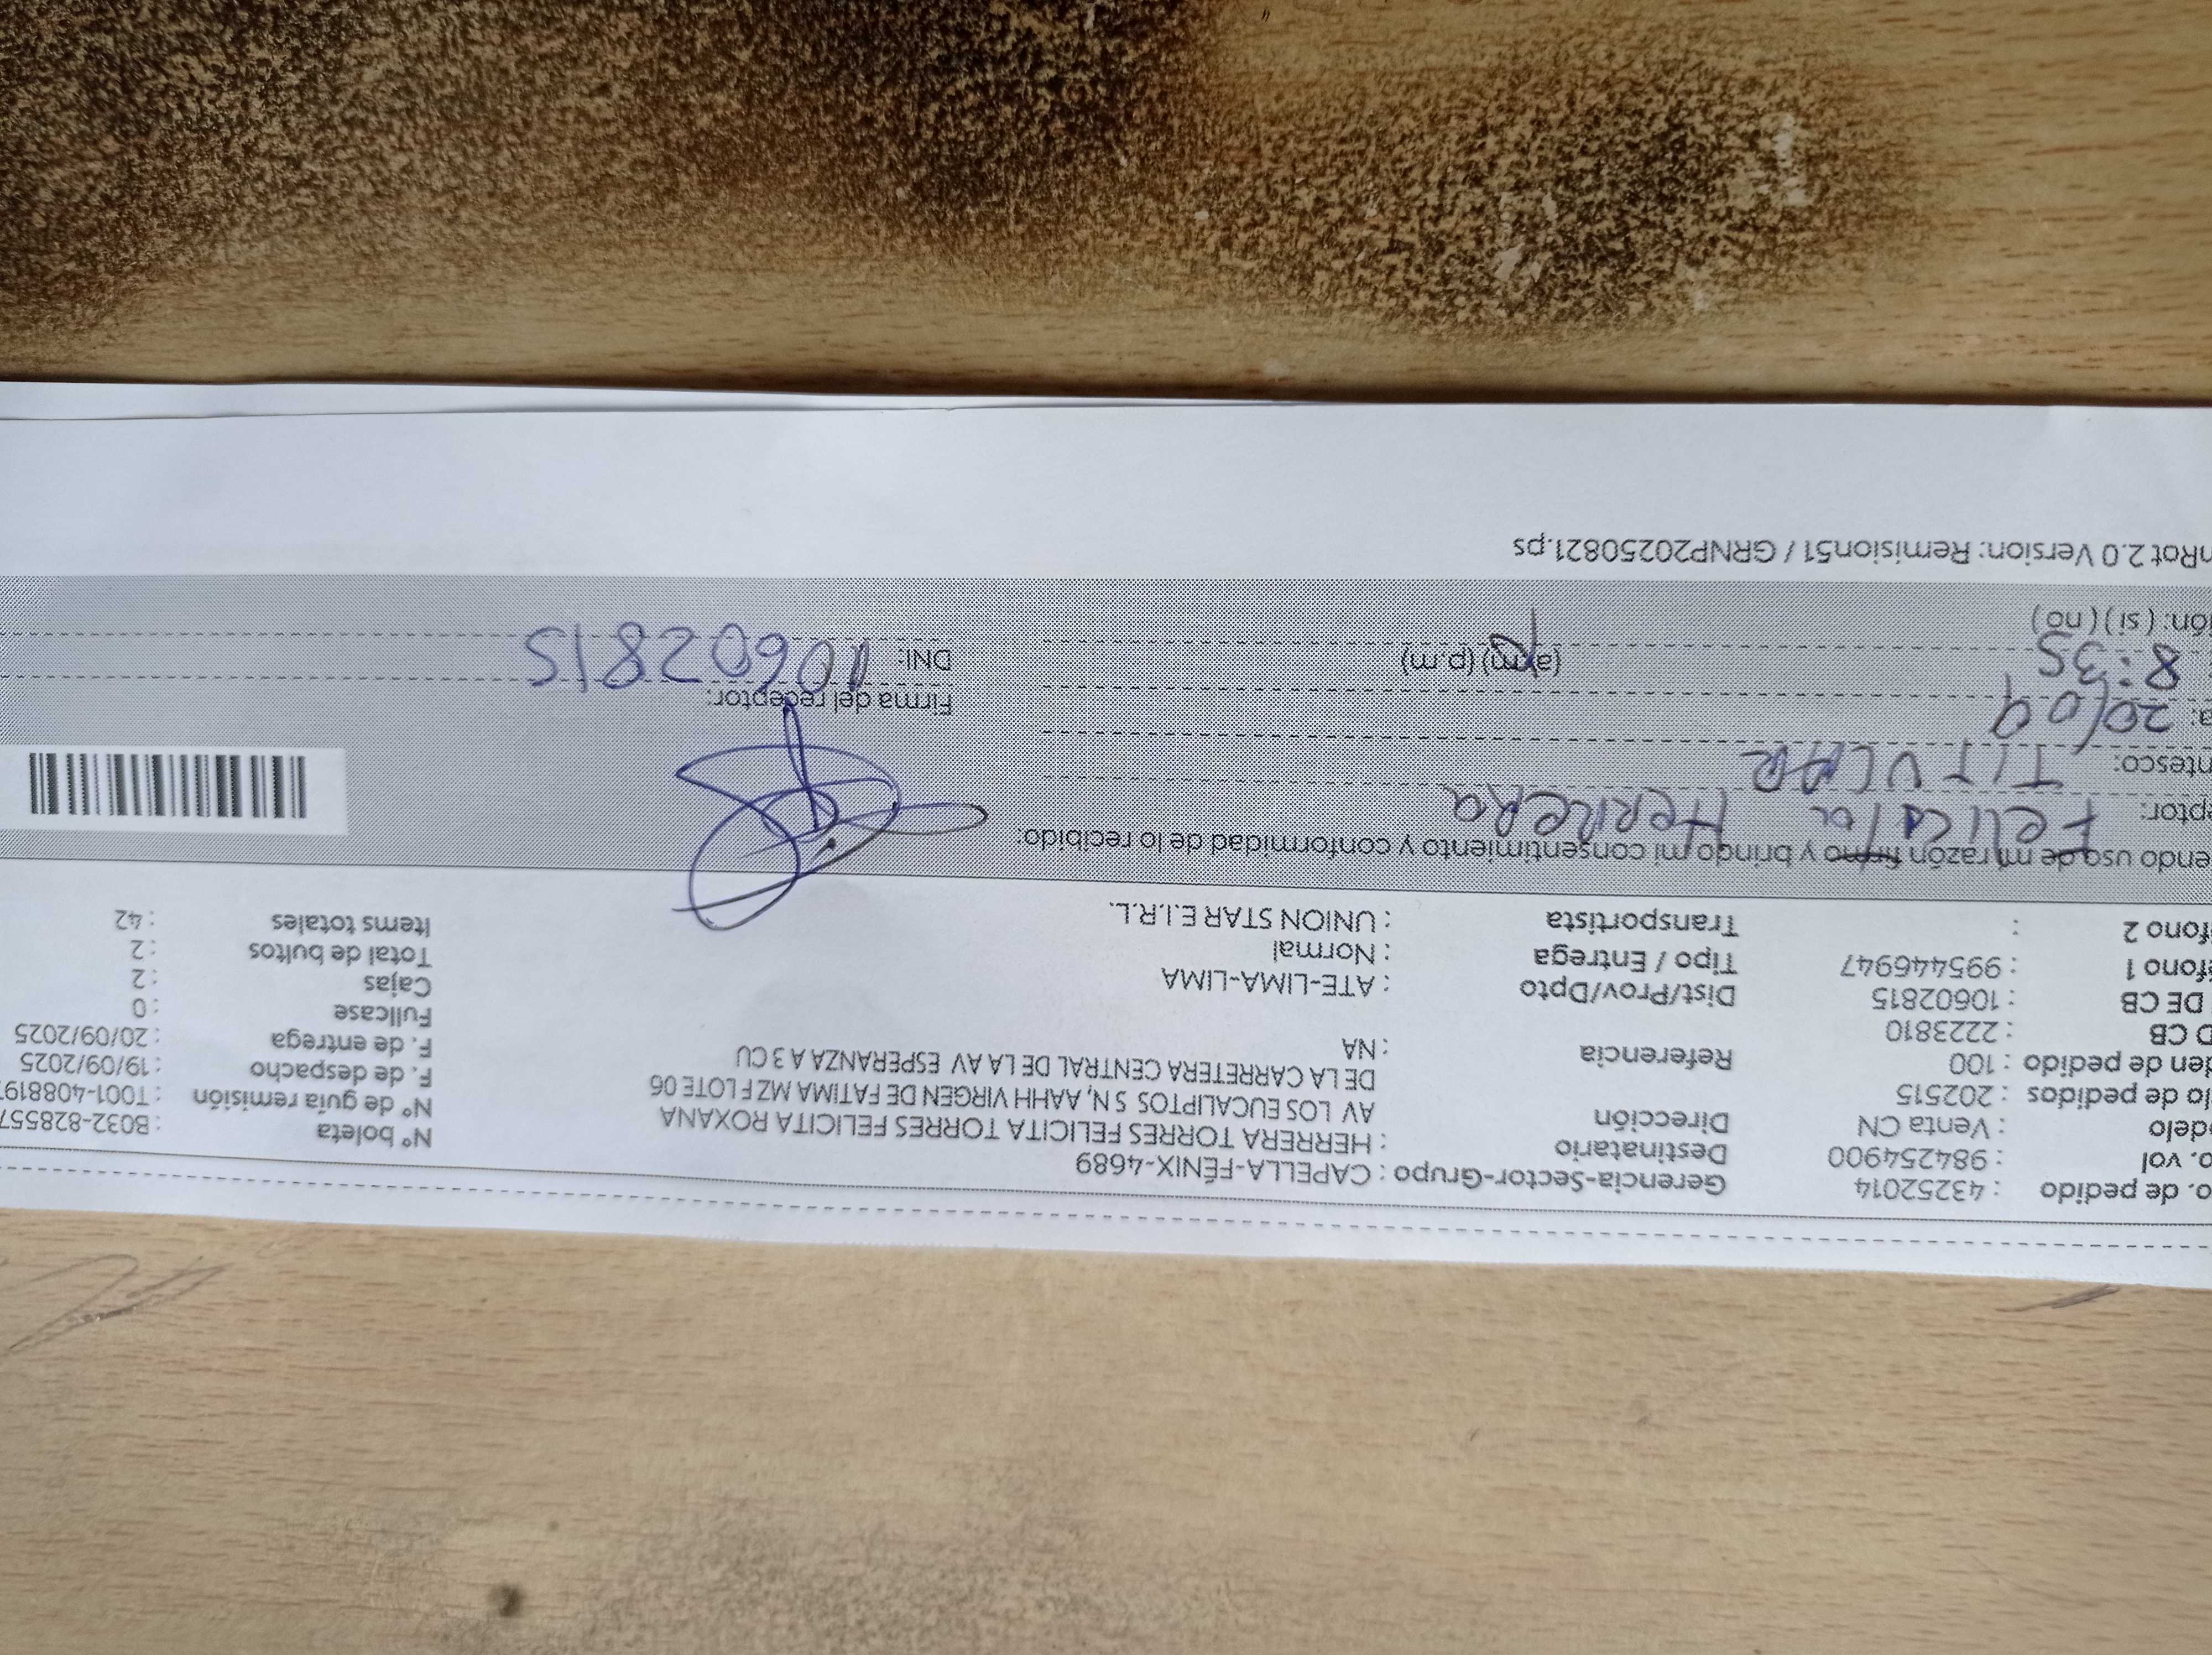 o. de pedido : 43252014 Gerencia-Sector-Grupo : CAPELLA-FÉNIX-4689
o. vol : 984254900 Destinatario : HERRERA TORRES FELICITA TORRES FELICITA ROXANA Nº boleta : B032-828557
odelo : Venta CN Dirección AV LOS EUCALIPTOS SN, AAHH VIRGEN DE FATIMA MZ F LOTE 06 Nº de guía remisión : T001-408819
lo de pedidos : 202515 DE LA CARRETERA CENTRAL DE LA AV ESPERANZA A 3 CU F. de despacho : 19/09/2025
den de pedido : 100 Referencia : NA F. de entrega : 20/09/2025
D CB : 2223810 Fullcase : 0
DE CB : 10602815 Dist/Prov/Dpto : ATE-LIMA-LIMA Cajas : 2
éfono 1 : 995446947 Tipo / Entrega : Normal Total de bultos : 2
éfono 2 : Transportista : UNION STAR E.I.R.L. Items totales : 42
endo uso de mi razón firmo y brindo mi consentimiento y conformidad de lo recibido:
eptor: Felicita Herrera
ntesco: TITULAR
a: 20/09 Firma del receptor:
8:35 (a.m) (p.m) DNI: 10602815
ón: ( si ) ( no )
nRot 2.0 Version: Remision51 / GRNP20250821.ps